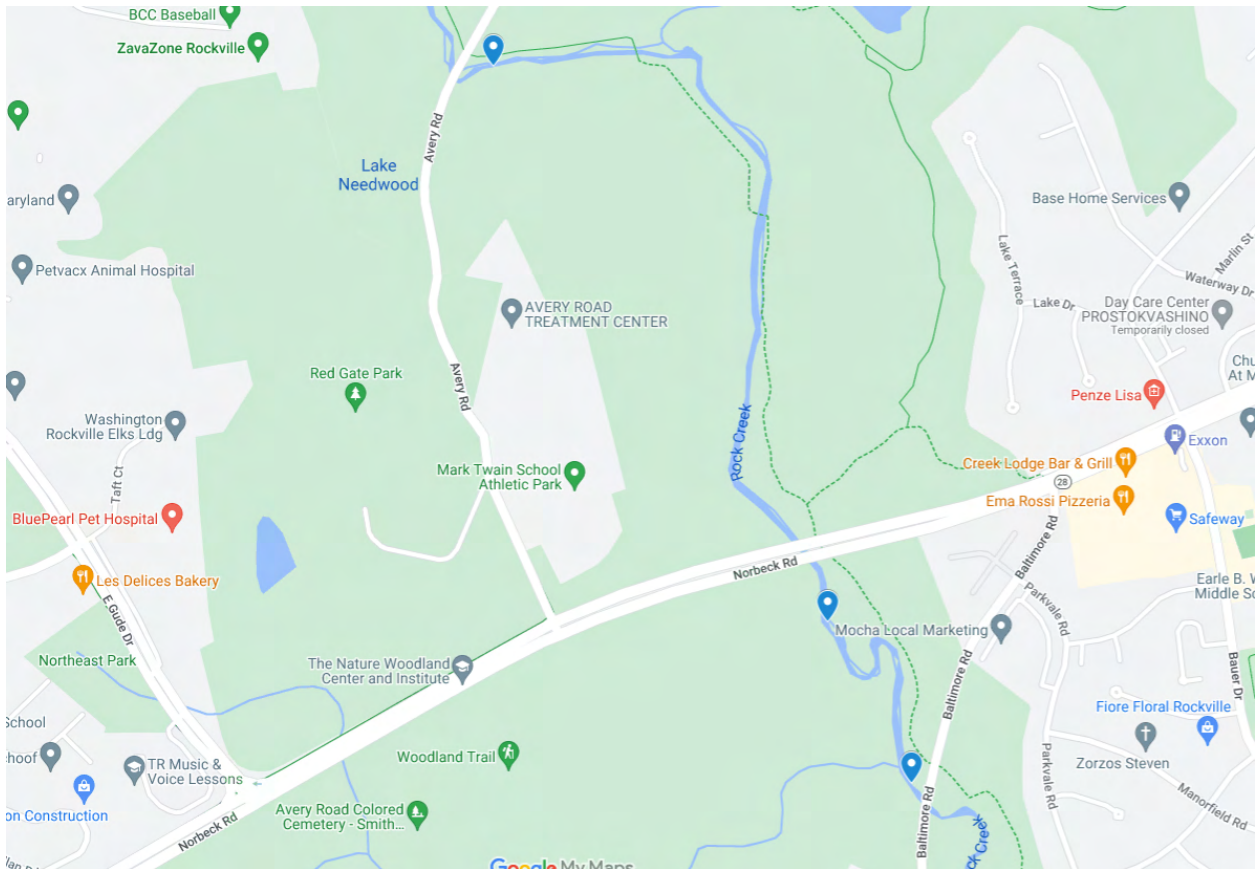 BCC Baseball
ZavaZone Rockville
Avery Rd
Lake
Needwood
aryland
Base Home Services
Petvacx Animal Hospital
Lake Terrace
Marlin St
Waterway Dr
Lake Dr
Day Care Center
PROSTOKVASHINO
Temporarily closed
AVERY ROAD
TREATMENT CENTER
Chu
At M
Red Gate Park
Avery Rd
Penze Lisa
Washington
Rockville Elks Ldg
Rock Creek
Exxon
Creek Lodge Bar & Grill
Mark Twain School
Athletic Park
28
Taft Ct
Ema Rossi Pizzeria
BluePearl Pet Hospital
Safeway
Baltimore Rd
Norbeck Rd
Les Delices Bakery
Earle B. W
Middle Sc
E Gude Dr
Parkvale Rd
Mocha Local Marketing
Northeast Park
The Nature Woodland
Center and Institute
Baltimore Rd
Bauer Dr
School
Fiore Floral Rockville
choof
TR Music &
Voice Lessons
Woodland Trail
Zorzos Steven
Parkvale Rd
Manorfield Rd
on Construction
Avery Road Colored
Cemetery - Smith...
Norbeck Rd
Baltimore Rd
ck Creek
llan D
Google My Maps